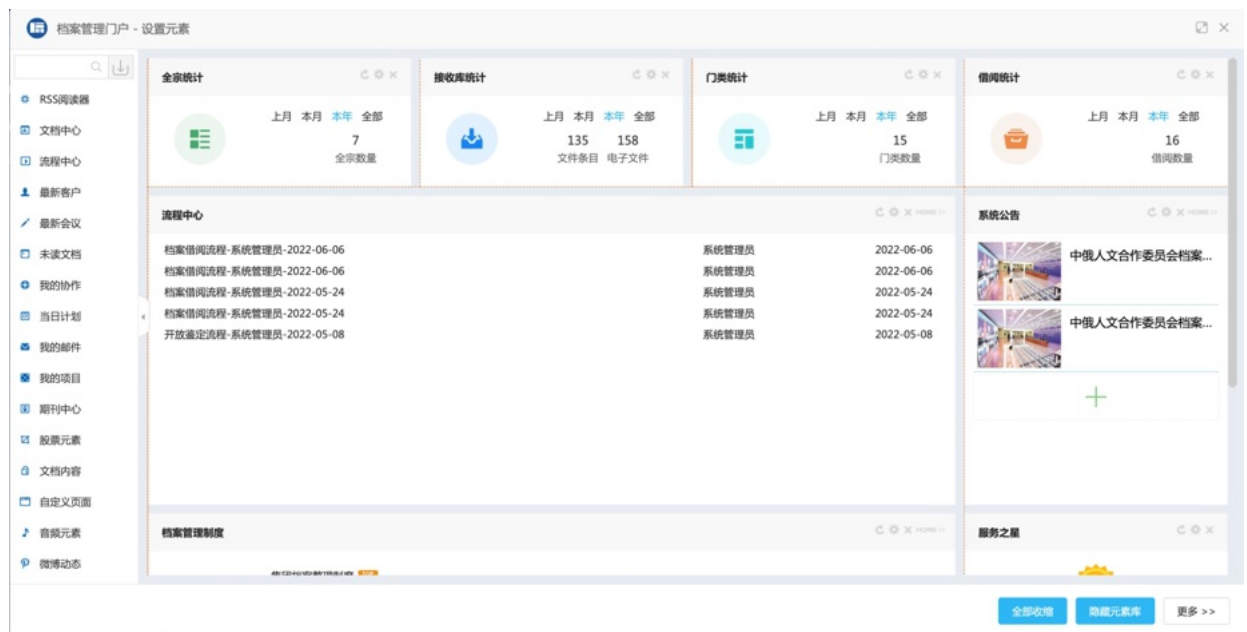 档案管理门户 - 设置元素
RSS阅读器
文档中心
流程中心
最新客户
最新会议
未读文档
我的协作
当日计划
我的邮件
我的项目
期刊中心
股票元素
文档内容
自定义页面
音频元素
微博动态
全宗统计
上月 本月 本年 全部
7
全宗数量
接收库统计
上月 本月 本年 全部
135 158
文件条目 电子文件
门类统计
上月 本月 本年 全部
15
门类数量
借阅统计
上月 本月 本年 全部
16
借阅数量
流程中心
MORE >>
档案借阅流程-系统管理员-2022-06-06 系统管理员 2022-06-06
档案借阅流程-系统管理员-2022-06-06 系统管理员 2022-06-06
档案借阅流程-系统管理员-2022-05-24 系统管理员 2022-05-24
档案借阅流程-系统管理员-2022-05-24 系统管理员 2022-05-24
开放鉴定流程-系统管理员-2022-05-08 系统管理员 2022-05-08
系统公告
MORE >>
中俄人文合作委员会档案...
中俄人文合作委员会档案...
档案管理制度
MORE >>
服务之星
全部收缩
隐藏元素库
更多 >>